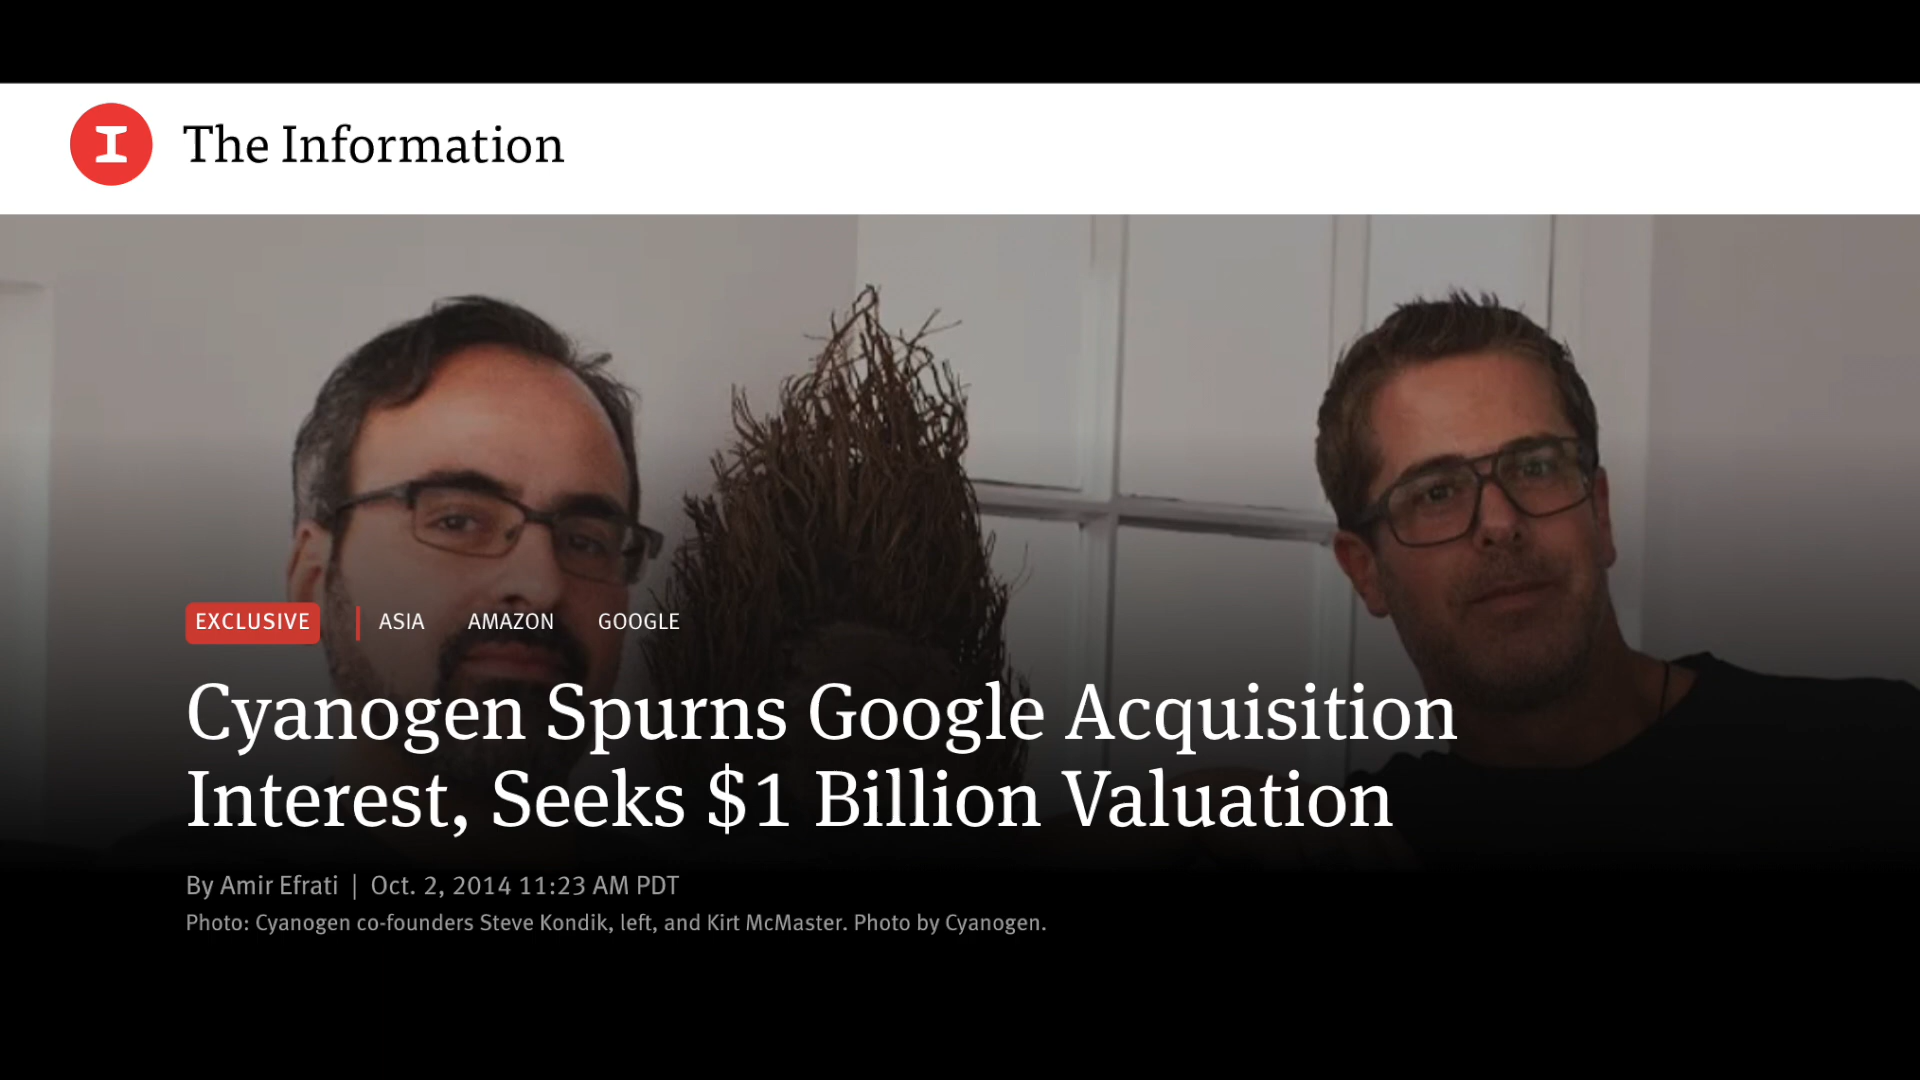 I The Information
EXCLUSIVE | ASIA AMAZON GOOGLE
Cyanogen Spurns Google Acquisition
Interest, Seeks $1 Billion Valuation
By Amir Efrati | Oct. 2, 2014 11:23 AM PDT
Photo: Cyanogen co-founders Steve Kondik, left, and Kirt McMaster. Photo by Cyanogen.